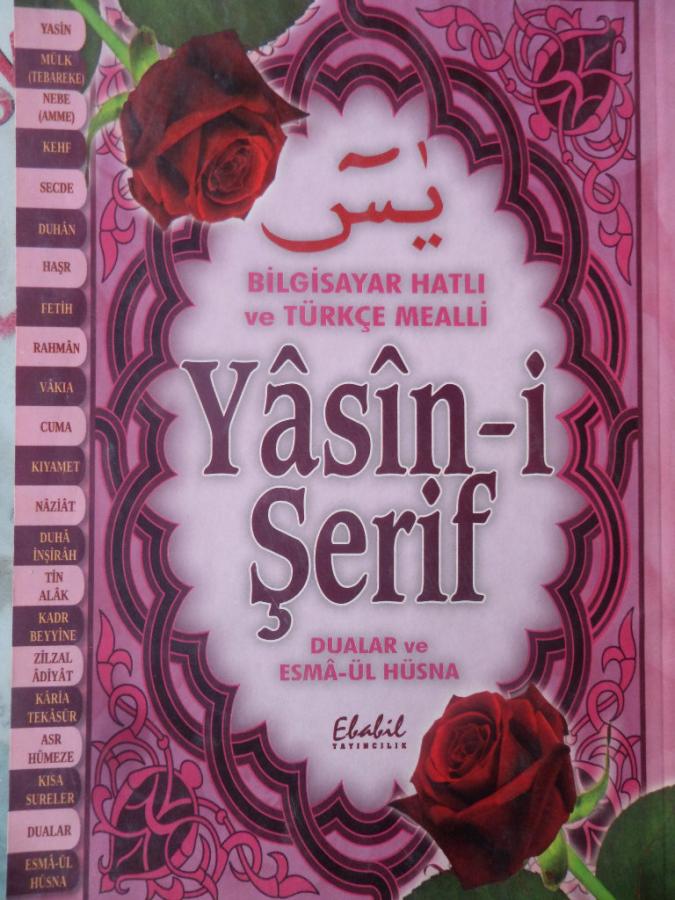 YASİN
MÜLK
(TEBAREKE)
NEBE
(AMME)
KEHF
SECDE
DUHÂN
HAŞR
FETİH
RAHMÂN
VÂKIA
CUMA
KIYAMET
NÂZİÂT
DUHÂ
İNŞİRÂH
TİN
ALÂK
KADR
BEYYİNE
ZİLZAL
ÂDİYÂT
KÂRİA
TEKÂSÜR
ASR
HÜMEZE
KISA
SURELER
DUALAR
ESMÂ-ÜL
HÜSNA
يٰسٓ
BİLGİSAYAR HATLI
ve TÜRKÇE MEALLİ
Yâsîn-i
Şerif
DUALAR ve
ESMÂ-ÜL HÜSNA
Ebabil
YAYINCILIK